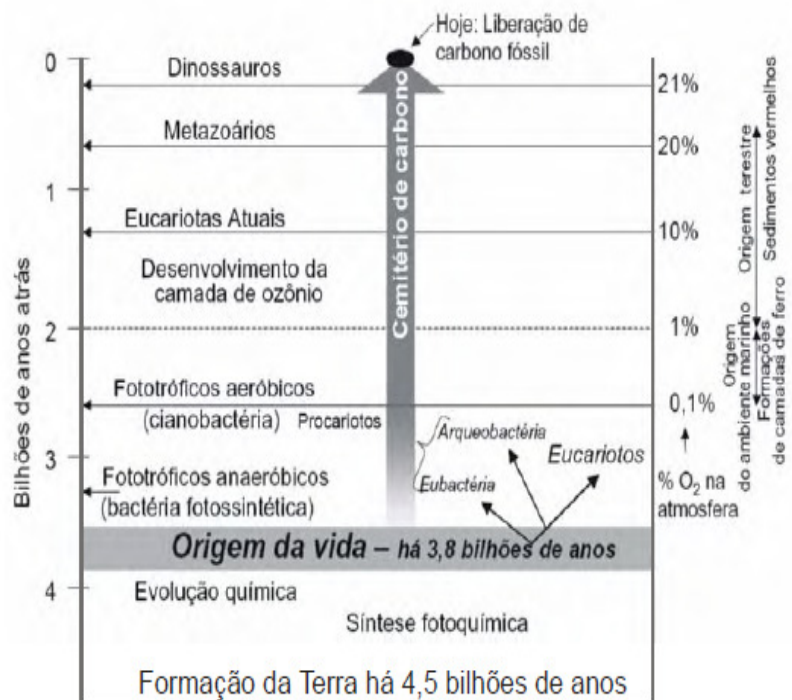 Hoje: Liberação de
carbono fóssil
0
Dinossauros
21%
Metazoários
20%
1
Eucariotas Atuais
10%
Desenvolvimento da
camada de ozônio
2
1%
Fototróficos aeróbicos
0,1%
(cianobactéria)
Procariotos
Arqueobactéria
Eucariotos
3
Fototróficos anaeróbicos
Eubactéria
% O₂ na
(bactéria fotossintética)
atmosfera
Origem da vida – há 3,8 bilhões de anos
4
Evolução química
Síntese fotoquímica
Formação da Terra há 4,5 bilhões de anos
Bilhões de anos atrás
Cemitério de carbono
Origem terestre
Sedimentos vermelhos
Origem
do ambiente marinho
Formações
de camadas de ferro